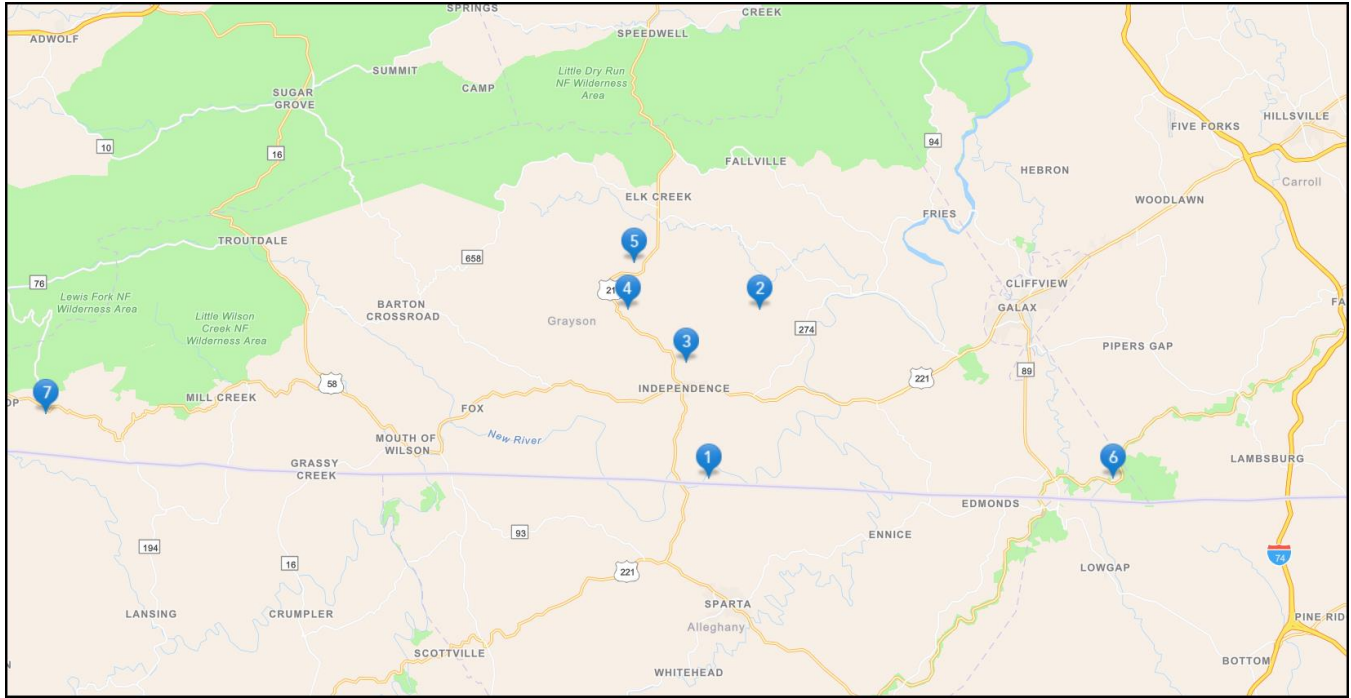 SPRINGS
CREEK
ADWOLF
SPEEDWELL
SUMMIT
Little Dry Run
NF Wilderness
Area
CAMP
SUGAR
GROVE
HILLSVILLE
FIVE FORKS
10
16
94
FALLVILLE
HEBRON
Carroll
ELK CREEK
WOODLAWN
FRIES
TROUTDALE
5
658
76
CLIFFVIEW
21
4
2
Lewis Fork NF
Wilderness Area
BARTON
CROSSROAD
GALAX
FA
Little Wilson
Creek NF
Wilderness Area
Grayson
274
3
PIPERS GAP
89
58
221
INDEPENDENCE
7
MILL CREEK
OP
FOX
New River
MOUTH OF
WILSON
1
6
LAMBSBURG
GRASSY
CREEK
EDMONDS
93
ENNICE
194
74
16
221
LOWGAP
SPARTA
LANSING
CRUMPLER
PINE RID
Alleghany
SCOTTVILLE
BOTTOM
WHITEHEAD
N